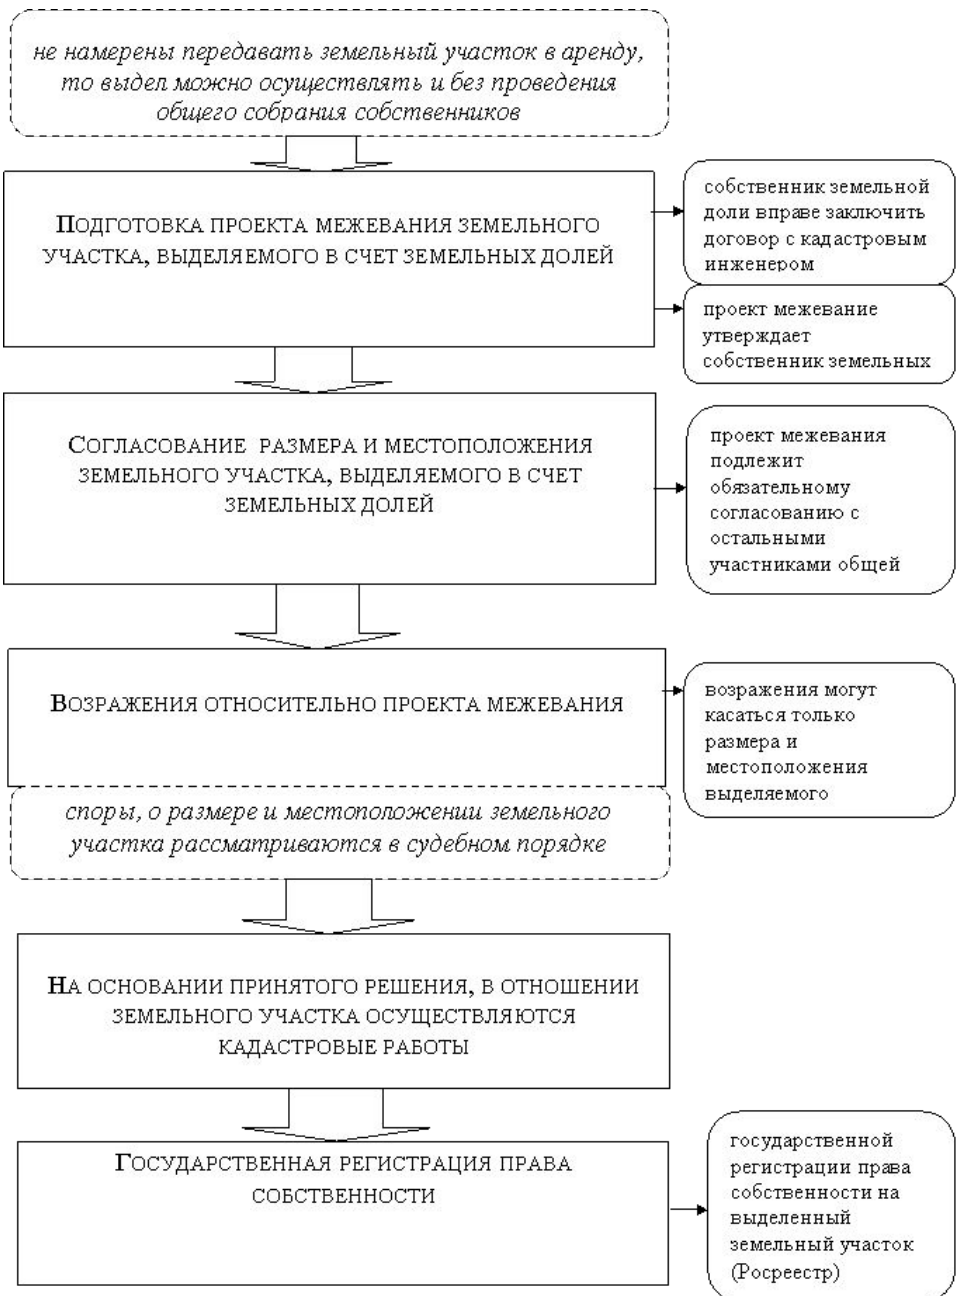 не намерены передавать земельный участок в аренду,
то выдел можно осуществлять и без проведения
общего собрания собственников
Подготовка проекта межевания земельного
участка, выделяемого в счет земельных долей
собственник земельной
доли вправе заключить
договор с кадастровым
инженером
проект межевание
утверждает
собственник земельных
Согласование размера и местоположения
земельного участка, выделяемого в счет
земельных долей
проект межевания
подлежит
обязательному
согласованию с
остальными
участниками общей
Возражения относительно проекта межевания
возражения могут
касаться только
размера и
местоположения
выделяемого
споры, о размере и местоположении земельного
участка рассматриваются в судебном порядке
На основании принятого решения, в отношении
земельного участка осуществляются
кадастровые работы
Государственная регистрация права
собственности
государственной
регистрации права
собственности на
выделенный
земельный участок
(Росреестр)